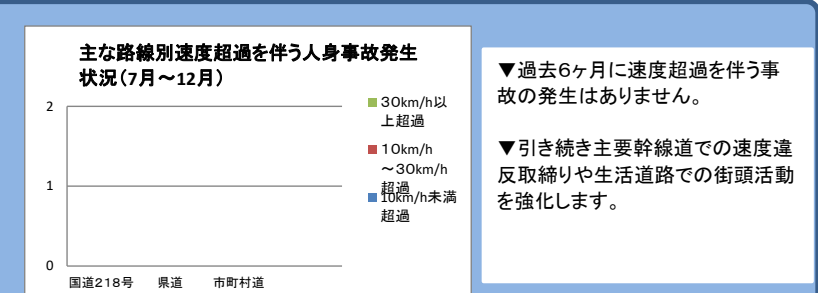 主な路線別速度超過を伴う人身事故発生
状況(7月～12月)
2
1
0
国道218号 県道 市町村道
30km/h以
上超過
10km/h
～30km/h
超過
10km/h未満
超過
▼過去6ヶ月に速度超過を伴う事
故の発生はありません。
▼引き続き主要幹線道での速度違
反取締りや生活道路での街頭活動
を強化します。